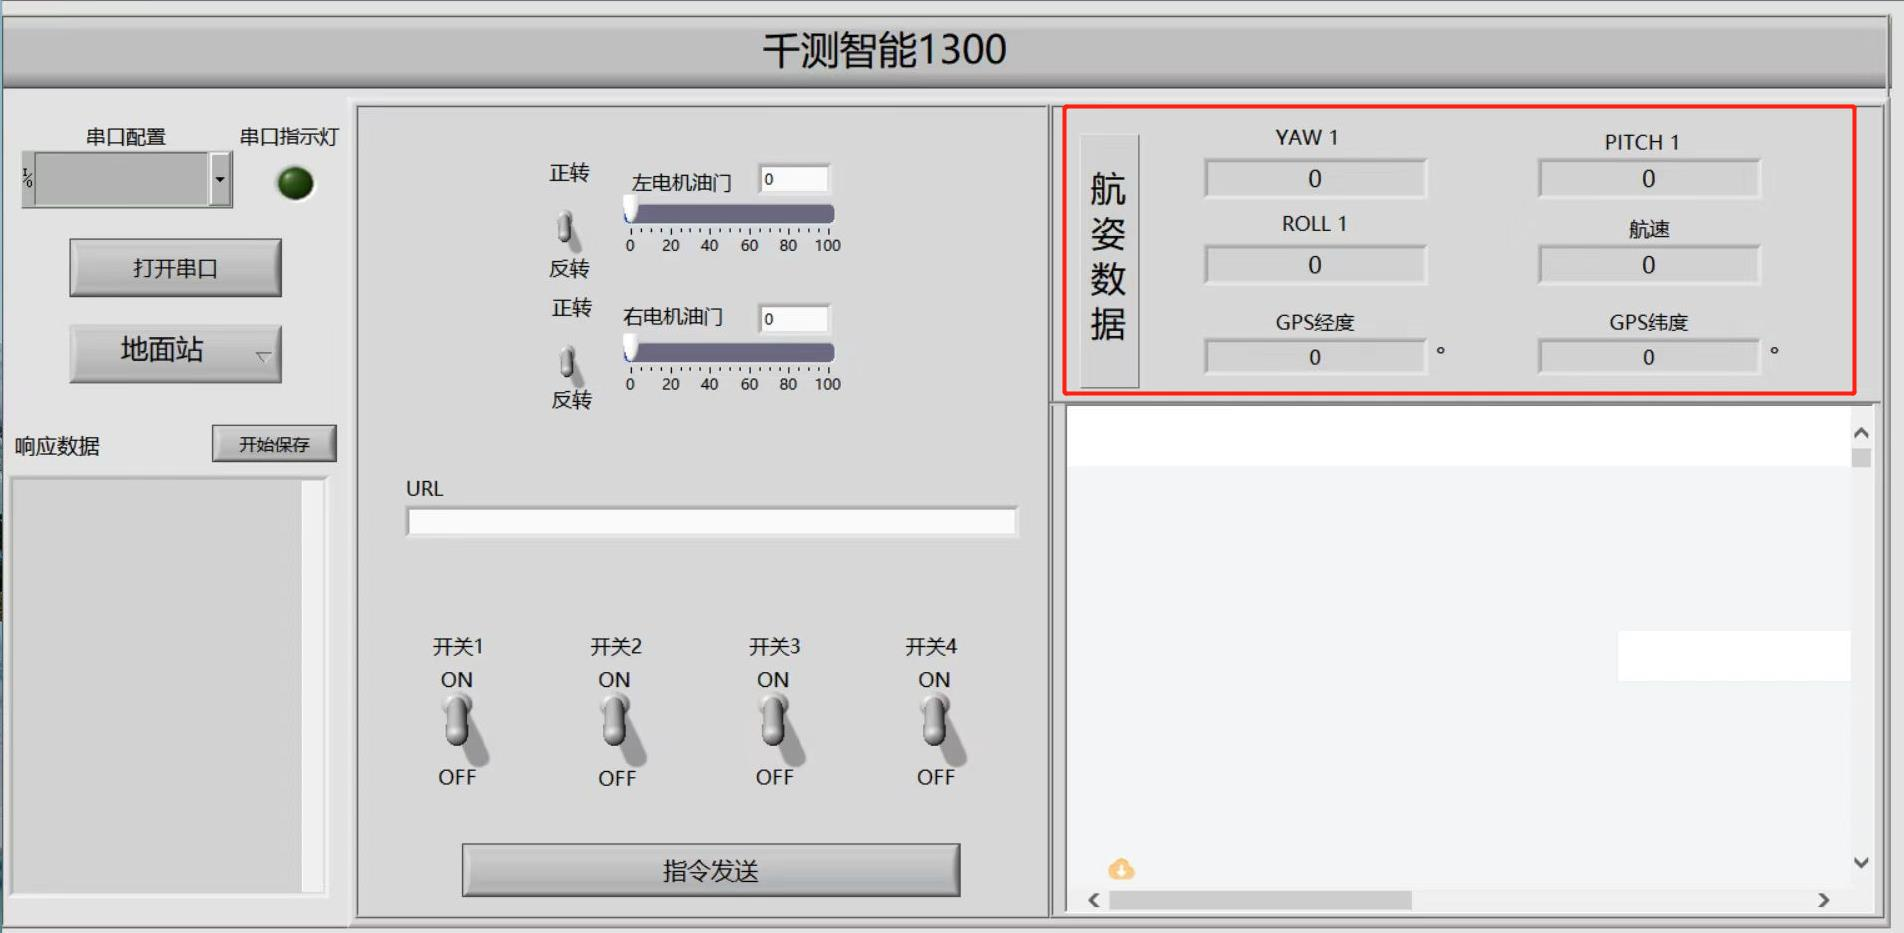 千测智能1300
串口配置
串口指示灯
打开串口
地面站
响应数据
开始保存
正转
左电机油门
0
反转
0 20 40 60 80 100
正转
右电机油门
0
反转
0 20 40 60 80 100
URL
开关1
ON
OFF
开关2
ON
OFF
开关3
ON
OFF
开关4
ON
OFF
指令发送
航姿数据
YAW 1
0
PITCH 1
0
ROLL 1
0
航速
0
GPS经度
0 °
GPS纬度
0 °